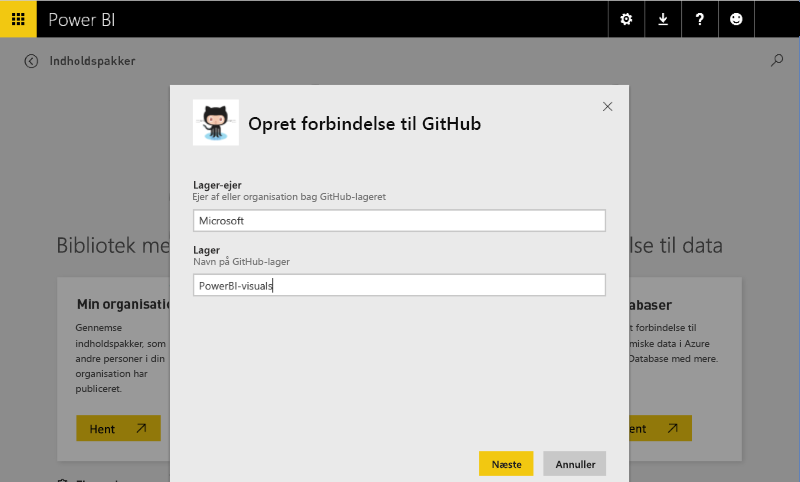 Power BI
?
Indholdspakker
Opret forbindelse til GitHub
Lager-ejer
Ejer af eller organisation bag GitHub-lageret
Microsoft
Lager
Navn på GitHub-lager
PowerBI-visuals
Bibliotek me
lse til data
Min organisatio
Gennemse
indholdspakker, som
andre personer i din
organisation har
publiceret.
Hent
abaser
t forbindelse til
miske data i Azure
Database med mere.
ent
Næste
Annuller